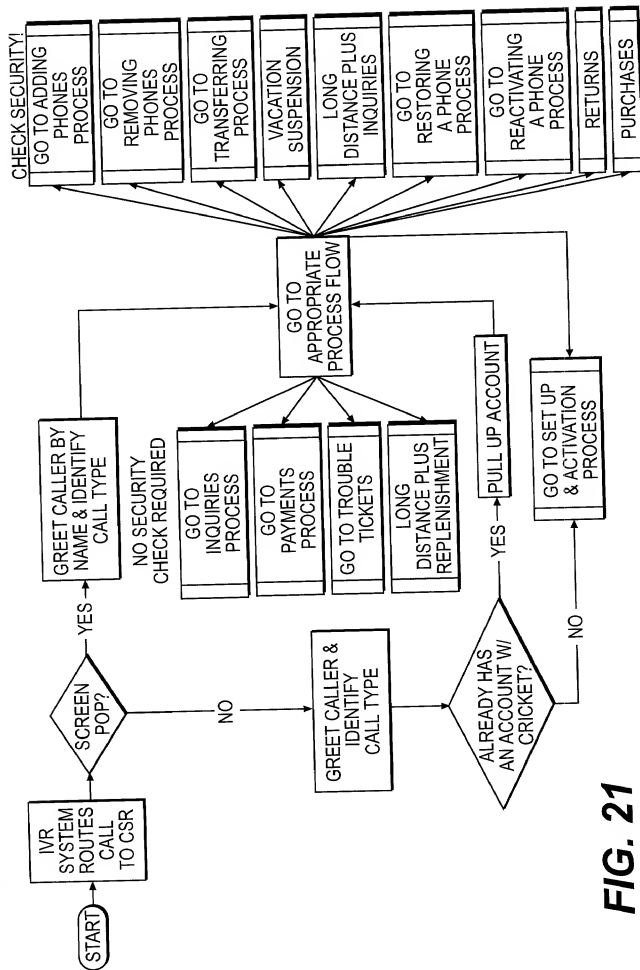 START
IVR
SYSTEM
ROUTES
CALL
TO CSR
SCREEN
POP?
YES
GREET CALLER BY
NAME & IDENTIFY
CALL TYPE
NO
GREET CALLER &
IDENTIFY
CALL TYPE
ALREADY HAS
AN ACCOUNT W/
CRICKET?
YES
PULL UP ACCOUNT
NO
GO TO SET UP
& ACTIVATION
PROCESS
NO SECURITY
CHECK REQUIRED
GO TO
INQUIRIES
PROCESS
GO TO
PAYMENTS
PROCESS
GO TO TROUBLE
TICKETS
LONG
DISTANCE PLUS
REPLENISHMENT
GO TO
APPROPRIATE
PROCESS FLOW
CHECK SECURITY!
GO TO ADDING
PHONES
PROCESS
GO TO
REMOVING
PHONES
PROCESS
GO TO
TRANSFERRING
PROCESS
VACATION
SUSPENSION
LONG
DISTANCE PLUS
INQUIRIES
GO TO
RESTORING
A PHONE
PROCESS
GO TO
REACTIVATING
A PHONE
PROCESS
RETURNS
PURCHASES
FIG. 21